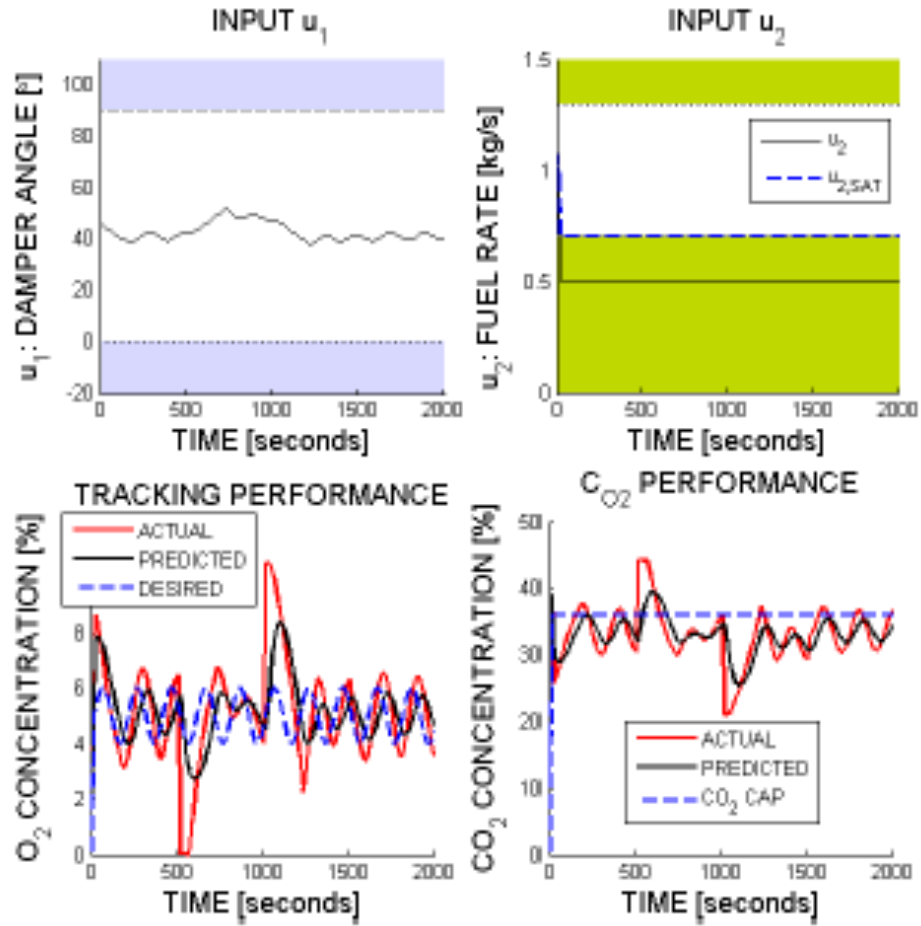 INPUT u1
u1: DAMPER ANGLE [°]
100
80
60
40
20
0
-20
0 500 1000 1500 2000
TIME [seconds]
INPUT u2
u2: FUEL RATE [kg/s]
1.5
1
0.5
0
u2
u2,SAT
0 500 1000 1500 2000
TIME [seconds]
TRACKING PERFORMANCE
O2 CONCENTRATION [%]
ACTUAL
PREDICTED
DESIRED
8
6
4
2
0
0 500 1000 1500 2000
TIME [seconds]
CO2 PERFORMANCE
CO2 CONCENTRATION [%]
50
40
30
20
10
0
ACTUAL
PREDICTED
CO2 CAP
0 500 1000 1500 2000
TIME [seconds]